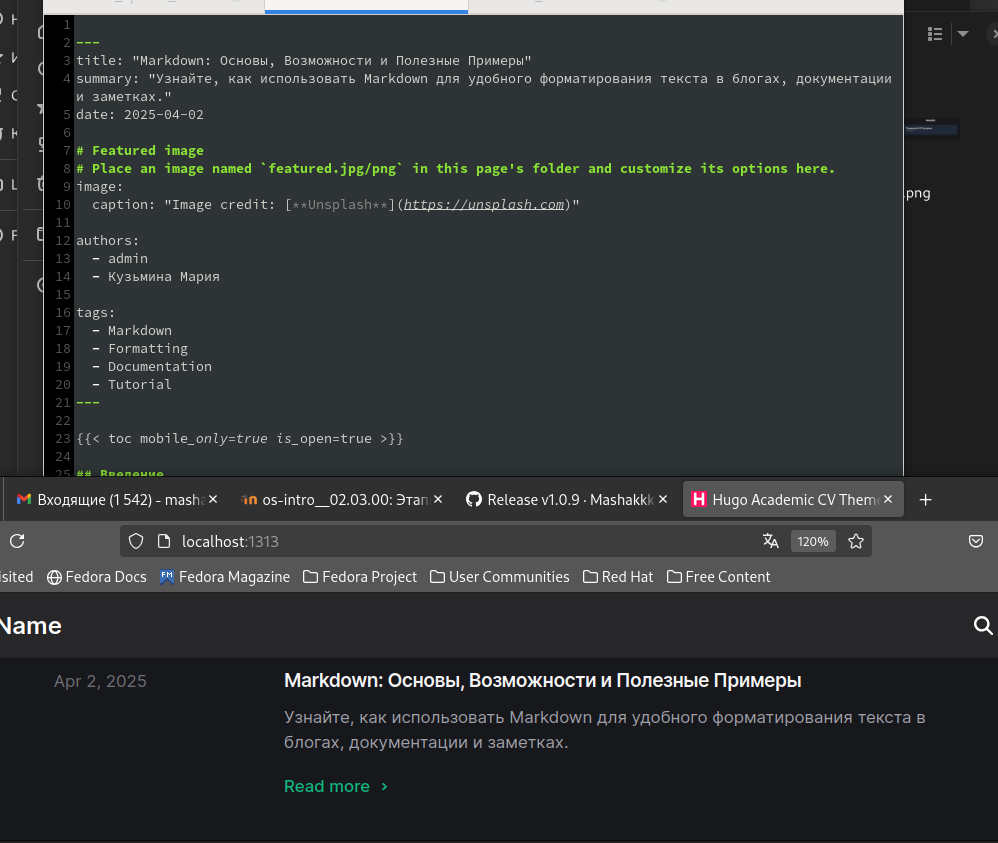 1
2 ---
3 title: "Markdown: Основы, Возможности и Полезные Примеры"
4 summary: "Узнайте, как использовать Markdown для удобного форматирования текста в блогах, документации
и заметках."
5 date: 2025-04-02
6
7 # Featured image
8 # Place an image named `featured.jpg/png` in this page's folder and customize its options here.
9 image:
10 caption: "Image credit: [**Unsplash**](https://unsplash.com)"
11
12 authors:
13 - admin
14 - Кузьмина Мария
15
16 tags:
17 - Markdown
18 - Formatting
19 - Documentation
20 - Tutorial
21 ---
22
23 {{< toc mobile_only=true is_open=true >}}
24
25 ## Введение
.png
Входящие (1 542) - masha
os-intro__02.03.00: Этап
Release v1.0.9 · Mashakkk
Hugo Academic CV Theme
localhost:1313
120%
isited
Fedora Docs
Fedora Magazine
Fedora Project
User Communities
Red Hat
Free Content
Name
Apr 2, 2025
Markdown: Основы, Возможности и Полезные Примеры
Узнайте, как использовать Markdown для удобного форматирования текста в
блогах, документации и заметках.
Read more ›